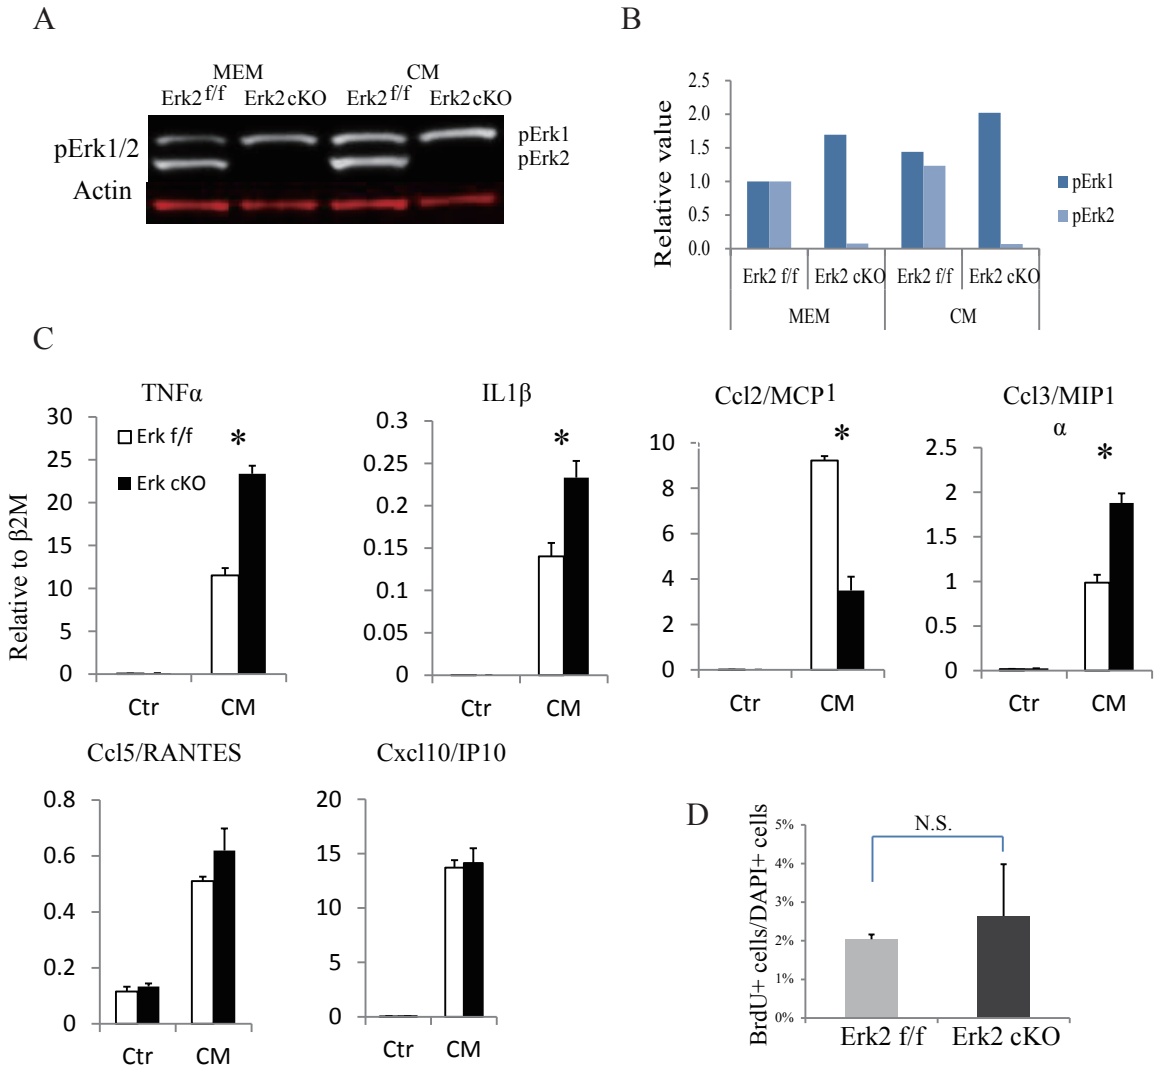 A
MEM CM
Erk2 f/f Erk2cKO Erk2 f/f Erk2cKO
pErk1/2
Actin
pErk1
pErk2
B
Relative value
2.5
2.0
1.5
1.0
0.5
0.0
pErk1
pErk2
Erk2 f/f Erk2 cKO Erk2 f/f Erk2 cKO
MEM CM
C
Relative to β2M
TNFα
30
25
20
15
10
5
0
Erk f/f
Erk cKO
*
Ctr CM
IL1β
0.3
0.25
0.2
0.15
0.1
0.05
0
*
Ctr CM
Ccl2/MCP1
10
8
6
4
2
0
*
Ctr CM
Ccl3/MIP1
α
2.5
2
1.5
1
0.5
0
*
Ctr CM
Ccl5/RANTES
0.8
0.6
0.4
0.2
0
Ctr CM
Cxcl10/IP10
20
15
10
5
0
Ctr CM
D
BrdU+ cells/DAPI+ cells
5%
4%
3%
2%
1%
0%
N.S.
Erk2 f/f Erk2 cKO